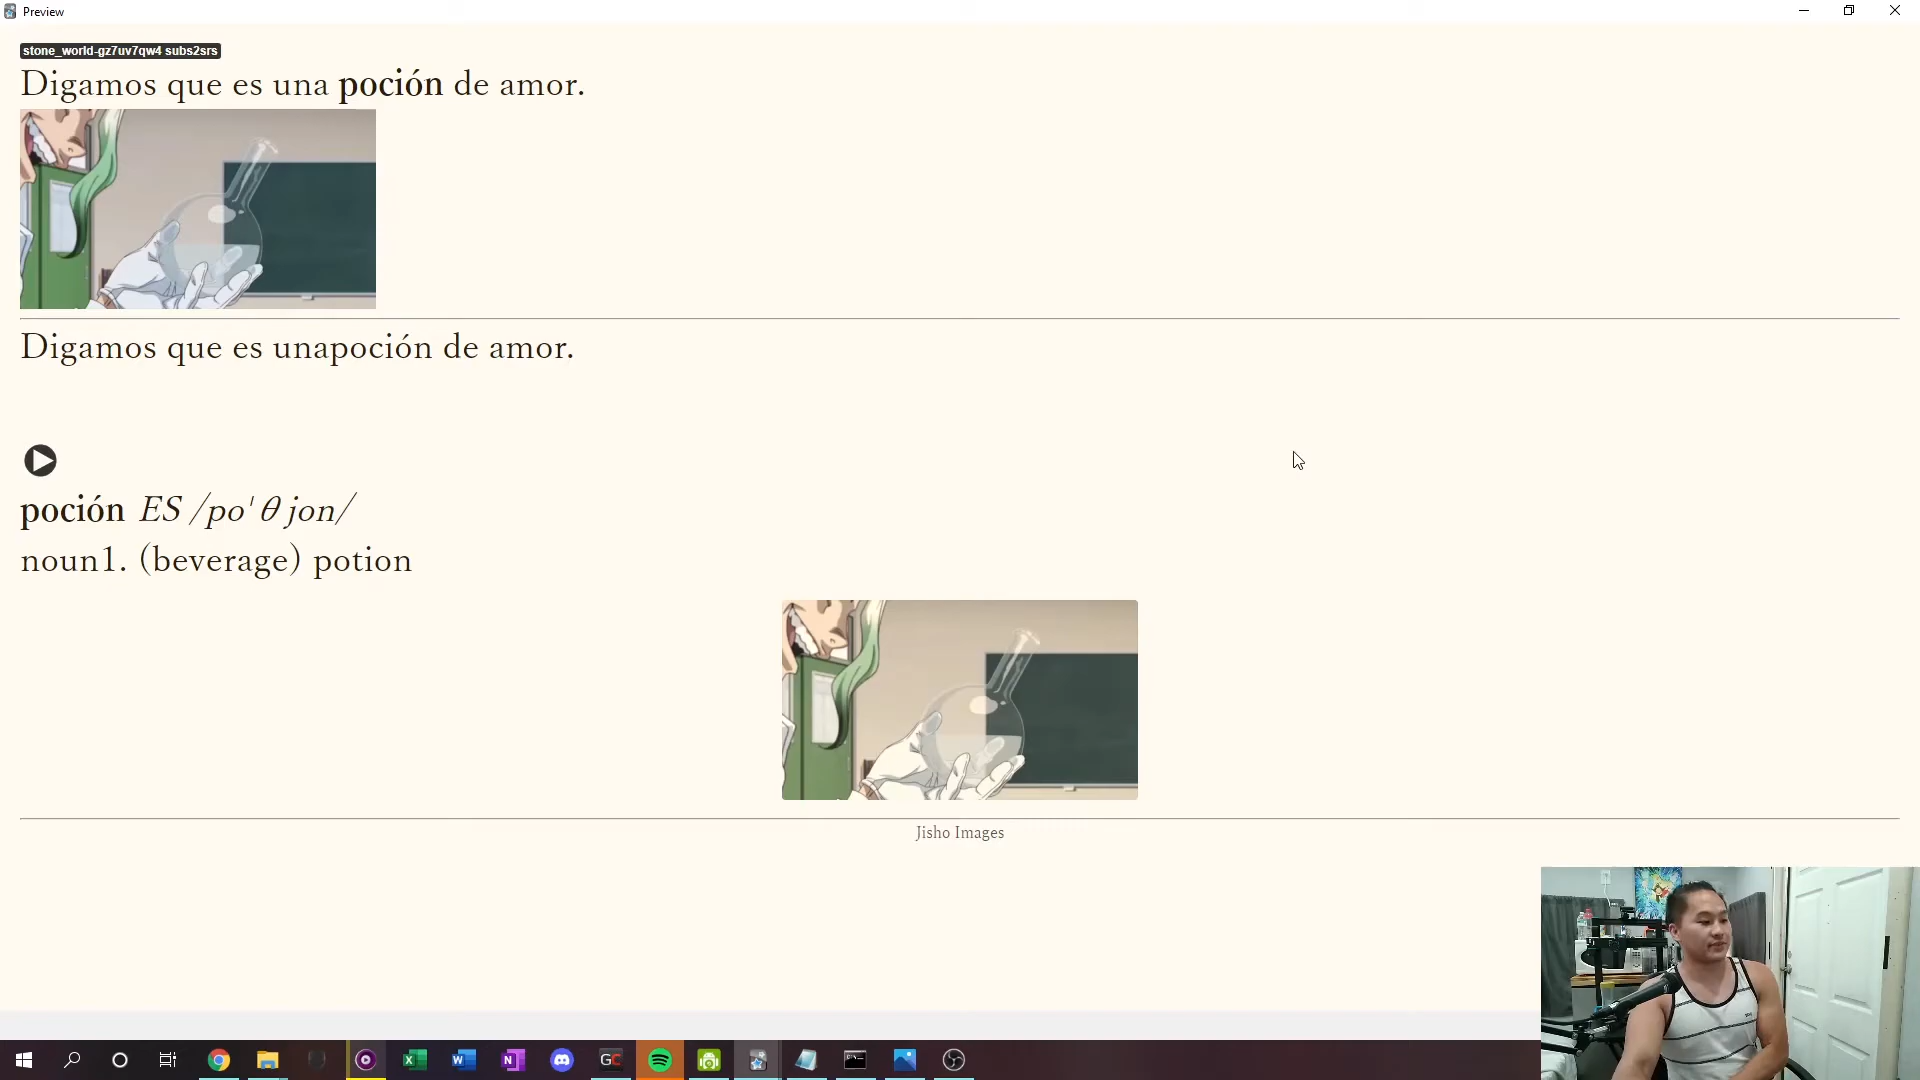 Preview
stone_world-gz7uv7qw4 subs2srs
Digamos que es una poción de amor.
Digamos que es unapoción de amor.
poción ES /po'θjon/
noun1. (beverage) potion
Jisho Images